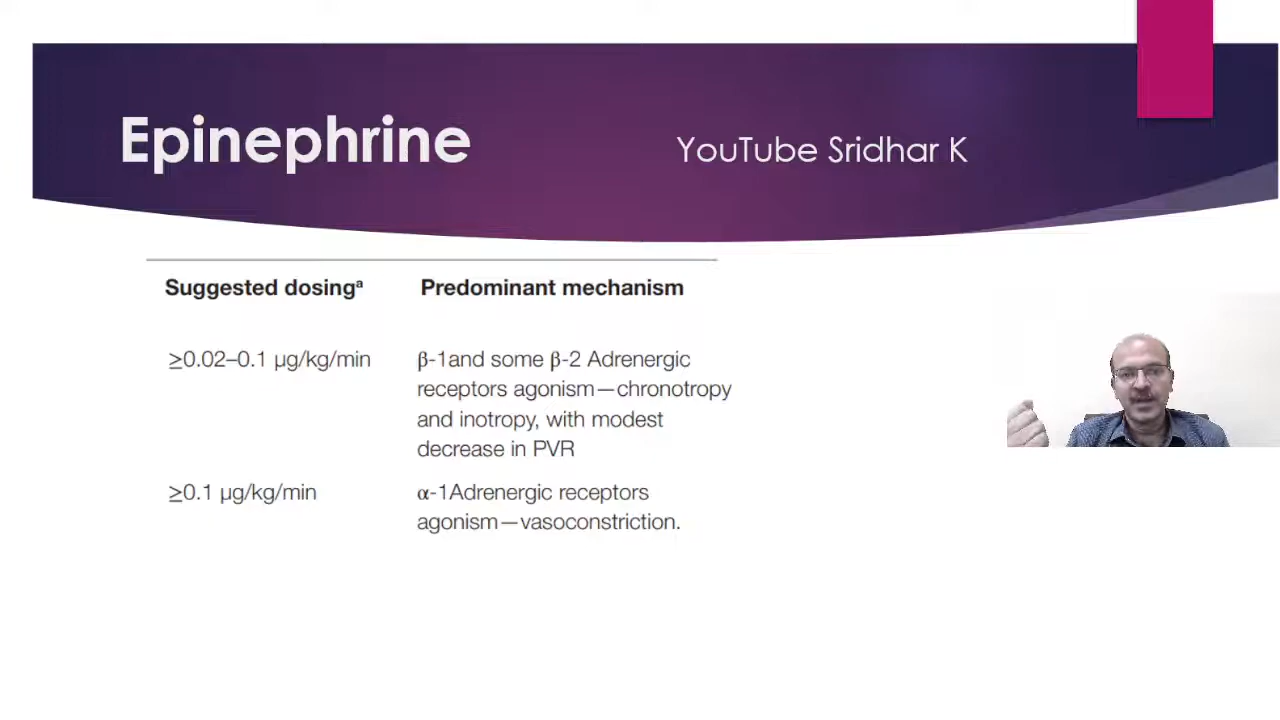 Epinephrine
YouTube Sridhar K
Suggested dosingᵃ
Predominant mechanism
≥0.02–0.1 µg/kg/min
β-1and some β-2 Adrenergic
receptors agonism—chronotropy
and inotropy, with modest
decrease in PVR
≥0.1 µg/kg/min
α-1Adrenergic receptors
agonism—vasoconstriction.